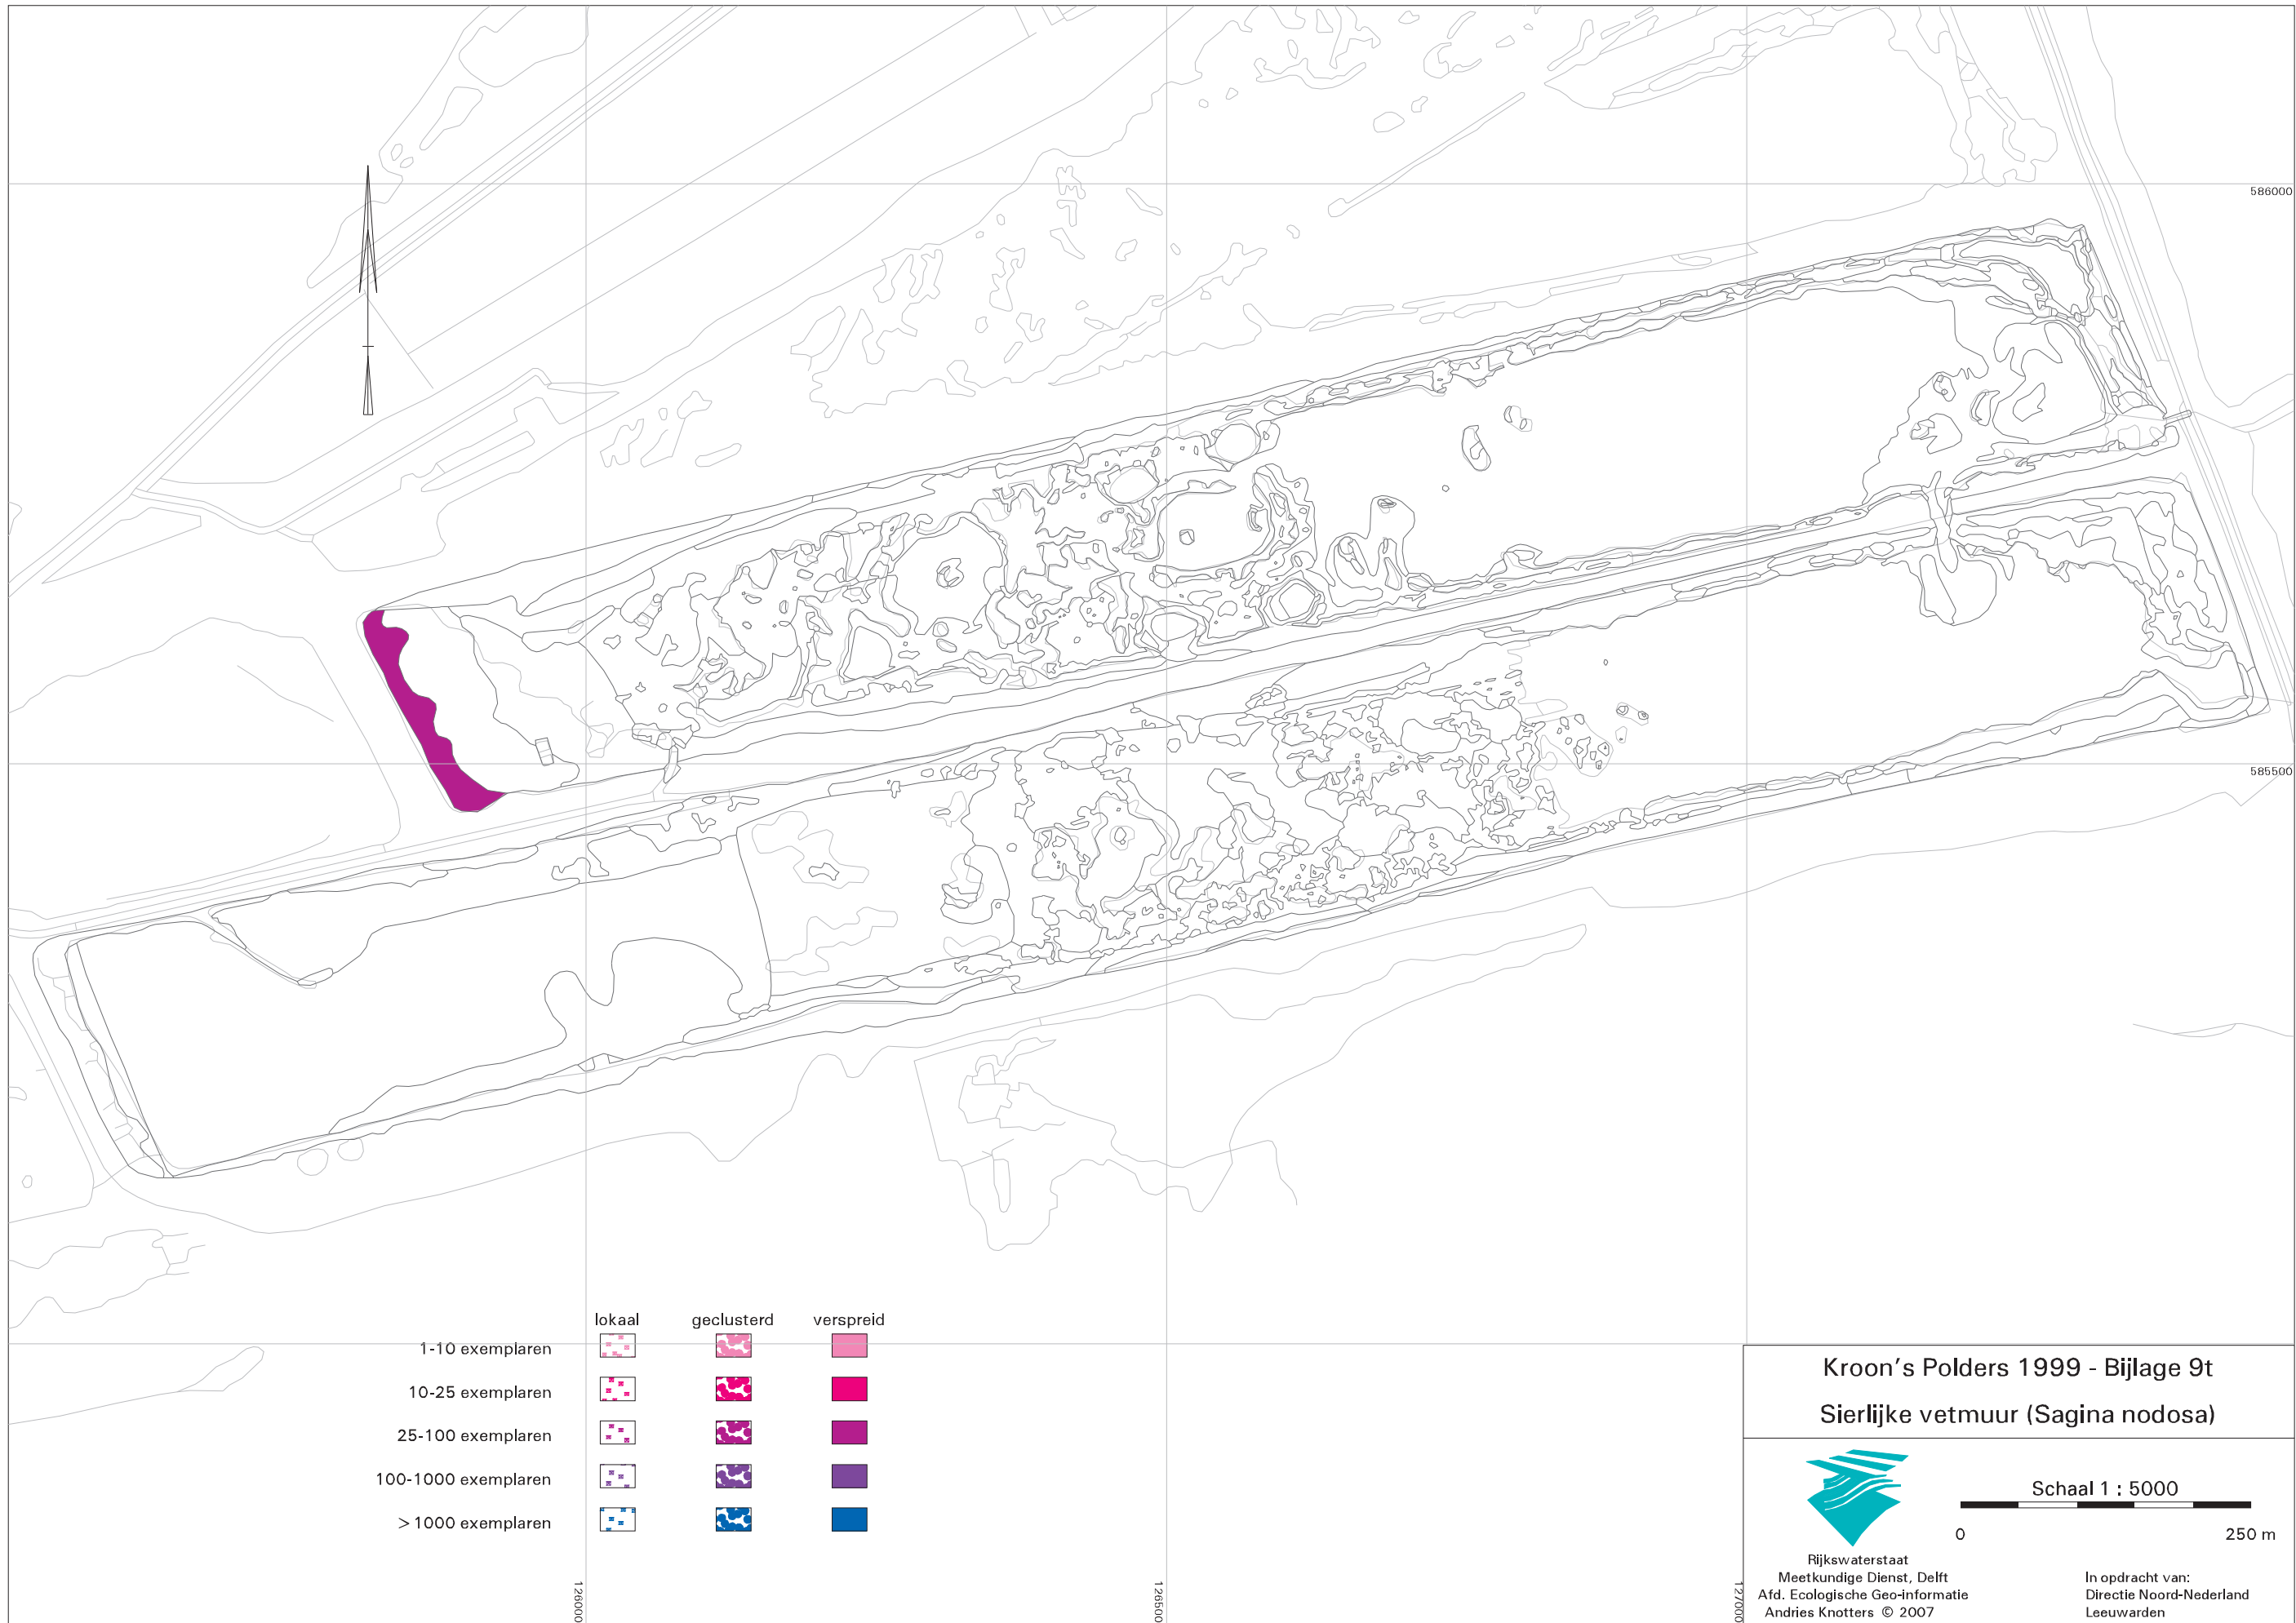 586000
585500
lokaal geclusterd verspreid
1-10 exemplaren
10-25 exemplaren
25-100 exemplaren
100-1000 exemplaren
>1000 exemplaren
126000
126500
127000
Kroon's Polders 1999 - Bijlage 9t
Sierlijke vetmuur (Sagina nodosa)
Schaal 1 : 5000
0 250 m
Rijkswaterstaat
Meetkundige Dienst, Delft
Afd. Ecologische Geo-informatie
Andries Knotters © 2007
In opdracht van:
Directie Noord-Nederland
Leeuwarden